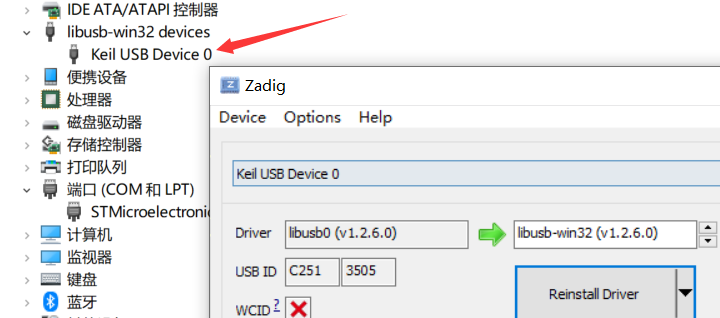 IDE ATA/ATAPI 控制器
libusb-win32 devices
Keil USB Device 0
便携设备
处理器
磁盘驱动器
存储控制器
打印队列
端口 (COM 和 LPT)
STMicroelectronic
计算机
监视器
键盘
蓝牙
Zadig
Device Options Help
Keil USB Device 0
Driver libusb0 (v1.2.6.0) libusb-win32 (v1.2.6.0)
USB ID C251 3505
Reinstall Driver
WCID ?